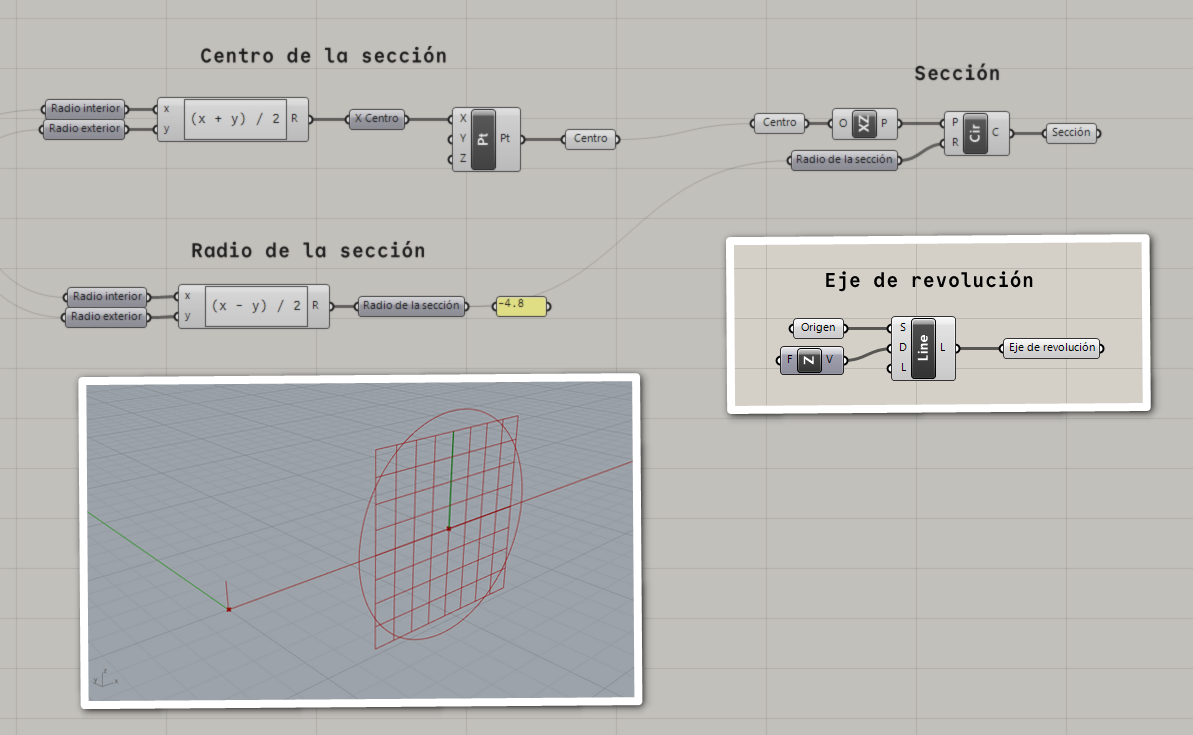 Centro de la sección
Radio interior
Radio exterior
x
y
(x + y) / 2
R
X Centro
X
Y
Z
Pt
Pt
Centro
Sección
Centro
O
XZ
P
Radio de la sección
P
R
Cir
C
Sección
Radio de la sección
Radio interior
Radio exterior
x
y
(x - y) / 2
R
Radio de la sección
-4.8
Eje de revolución
Origen
F
Z
V
S
D
L
Line
L
Eje de revolución
z
y
x